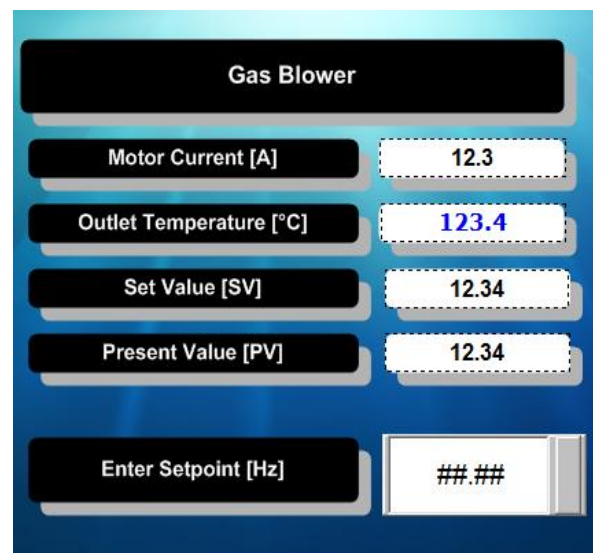 Gas Blower
Motor Current [A] 12.3
Outlet Temperature [°C] 123.4
Set Value [SV] 12.34
Present Value [PV] 12.34
Enter Setpoint [Hz] ##.##